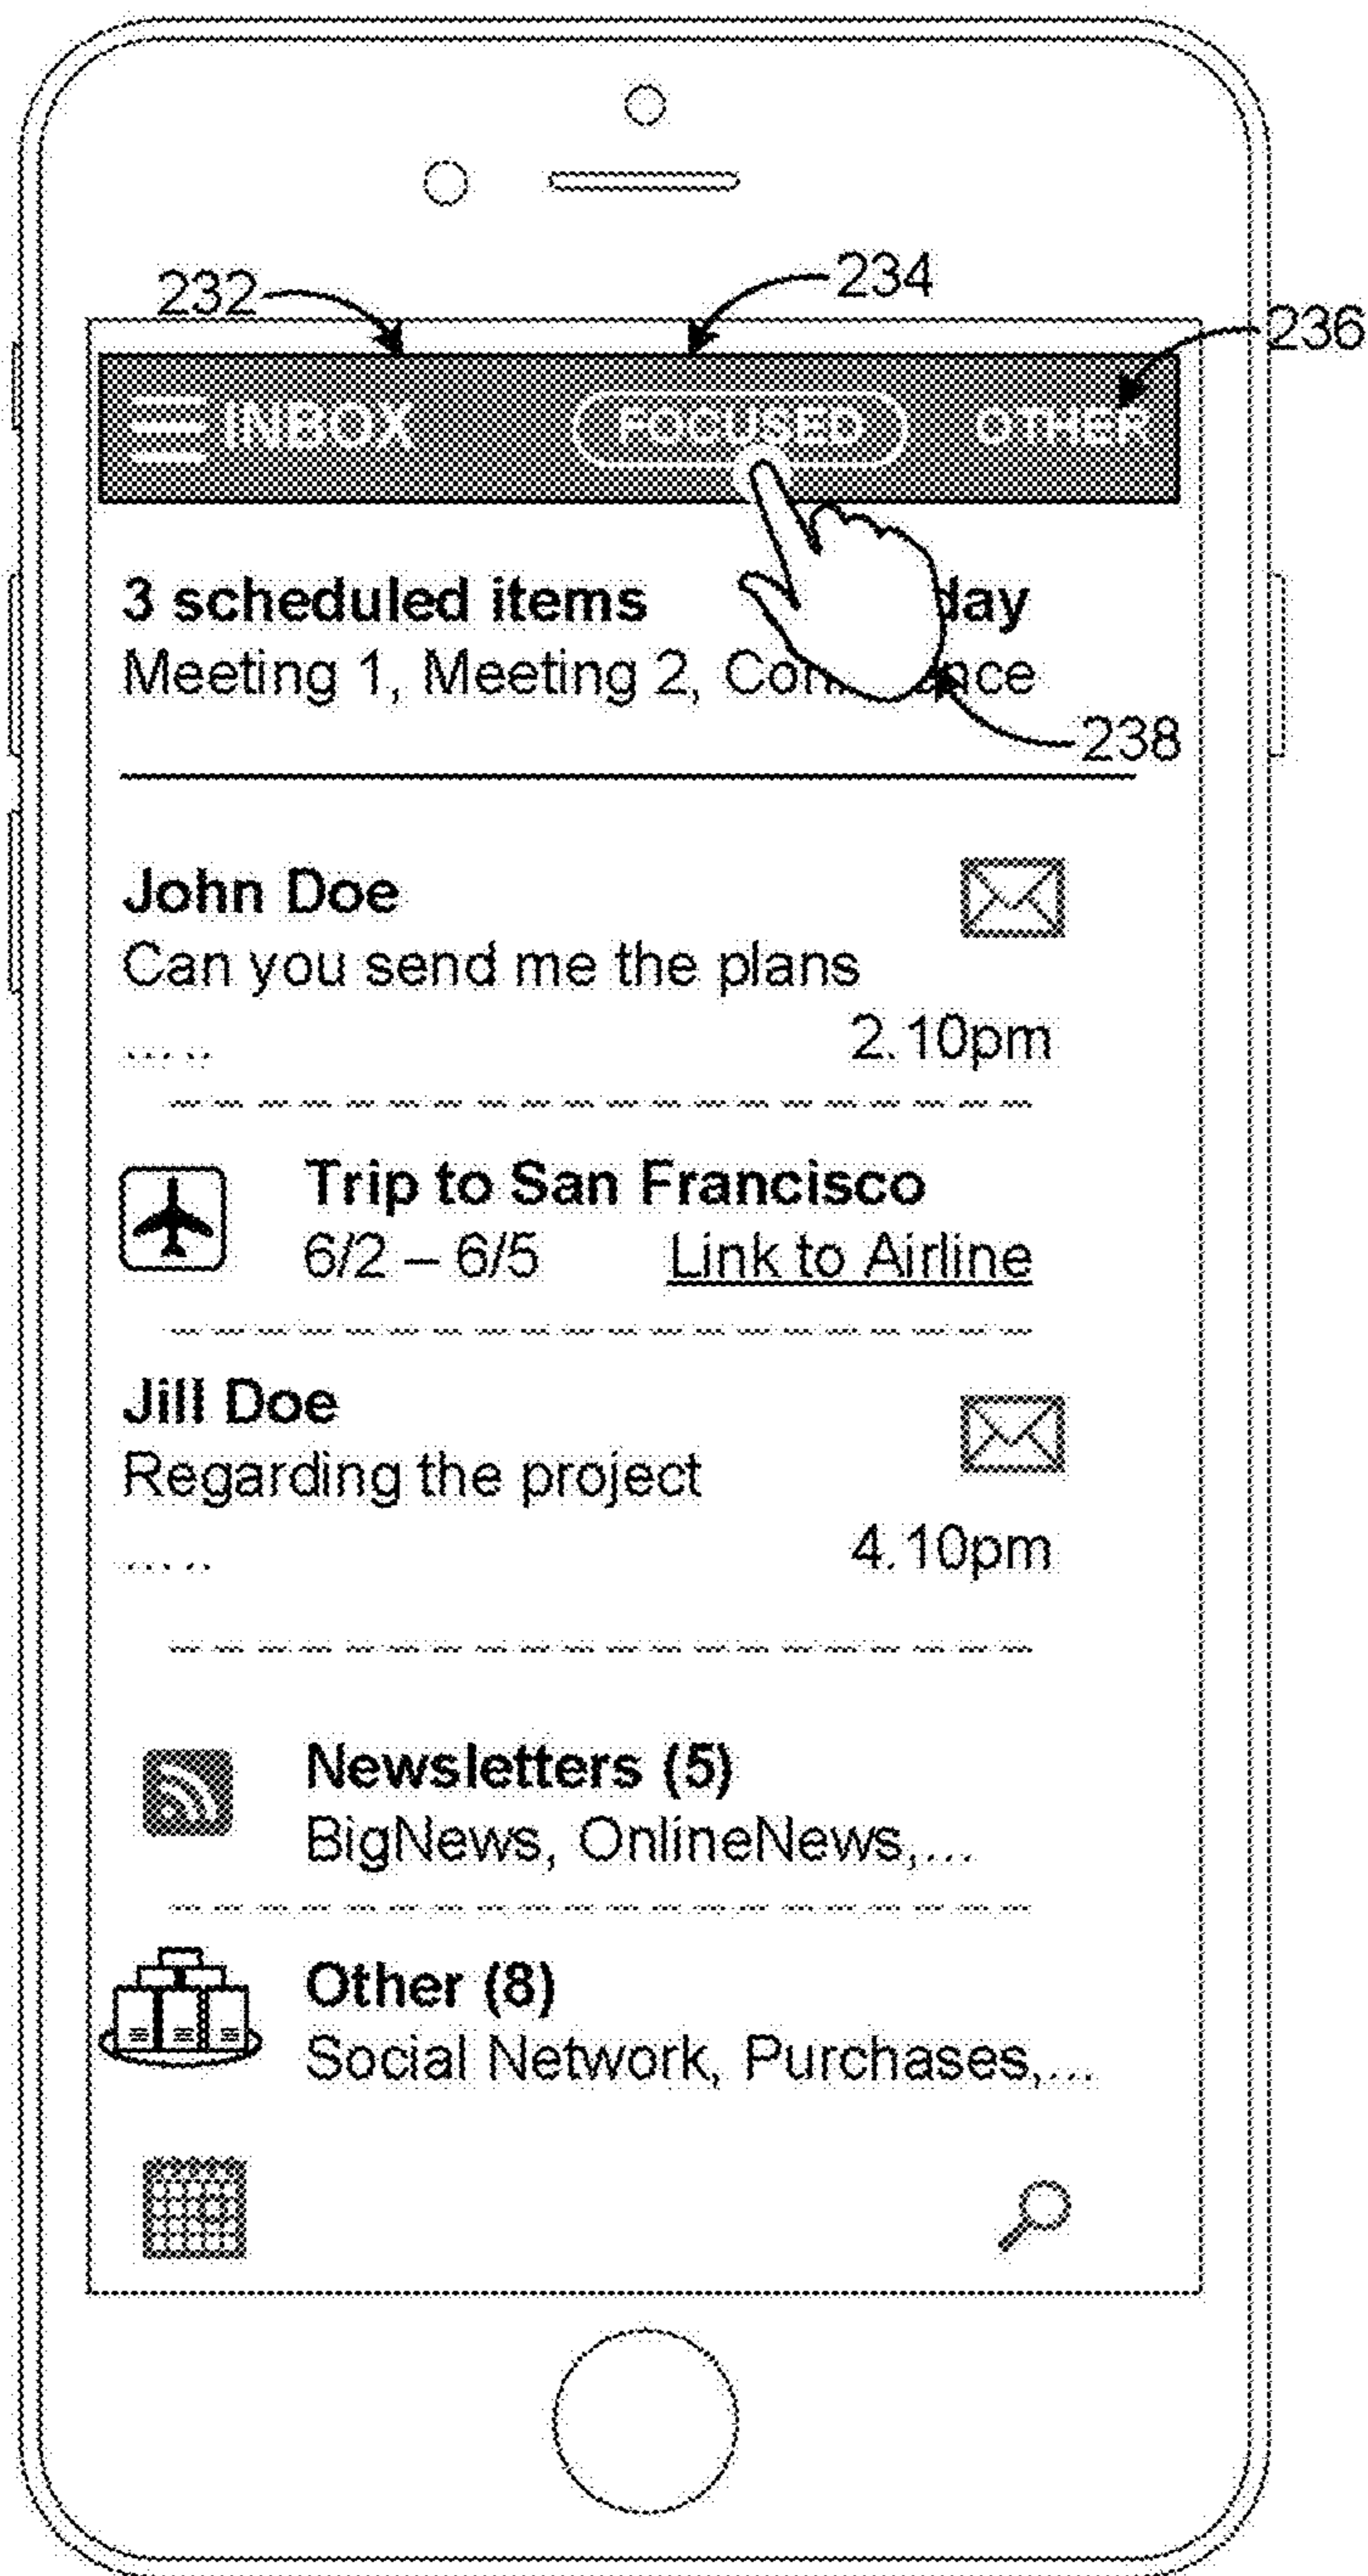 232
234
236
INBOX FOCUSED OTHER
3 scheduled items
Meeting 1, Meeting 2,
238
John Doe
Can you send me the plans
.....
2.10pm
Trip to San Francisco
6/2 – 6/5 Link to Airline
Jill Doe
Regarding the project
.....
4.10pm
Newsletters (5)
BigNews, OnlineNews,...
Other (8)
Social Network, Purchases,...